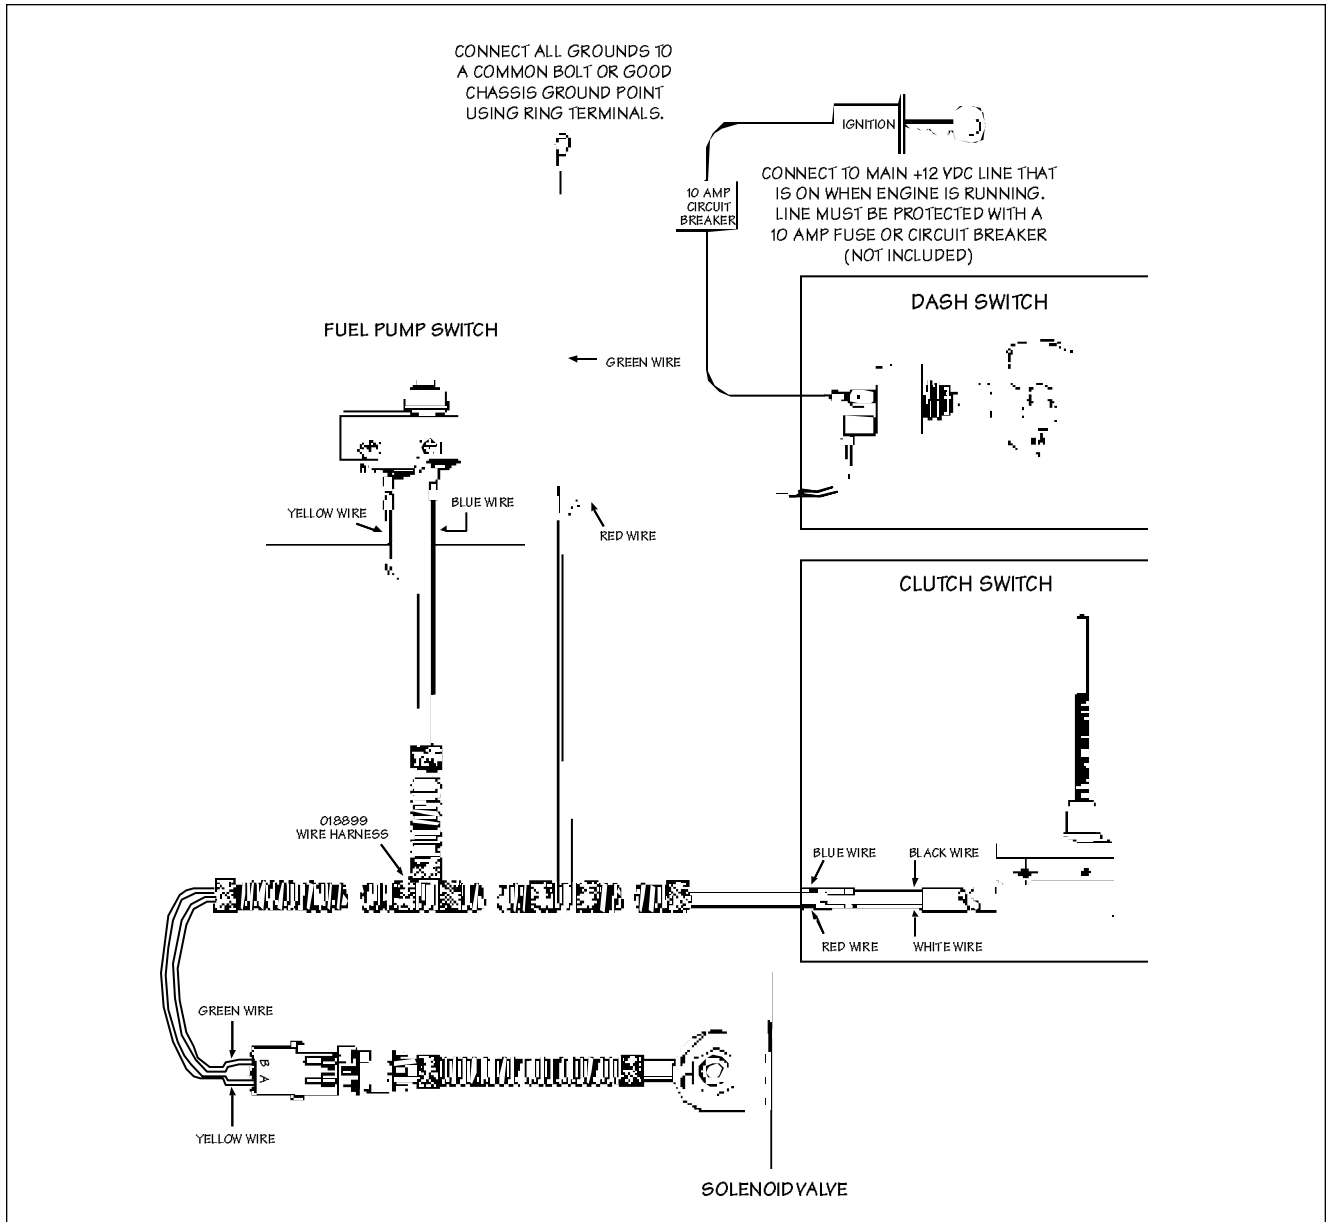 CONNECT ALL GROUNDS TO
A COMMON BOLT OR GOOD
CHASSIS GROUND POINT
USING RING TERMINALS.
IGNITION
10 AMP
CIRCUIT
BREAKER
CONNECT TO MAIN +12 VDC LINE THAT
IS ON WHEN ENGINE IS RUNNING.
LINE MUST BE PROTECTED WITH A
10 AMP FUSE OR CIRCUIT BREAKER
(NOT INCLUDED)
DASH SWITCH
FUEL PUMP SWITCH
GREEN WIRE
YELLOW WIRE
BLUE WIRE
RED WIRE
CLUTCH SWITCH
018899
WIRE HARNESS
BLUE WIRE
BLACK WIRE
RED WIRE
WHITE WIRE
GREEN WIRE
B
A
YELLOW WIRE
SOLENOID VALVE